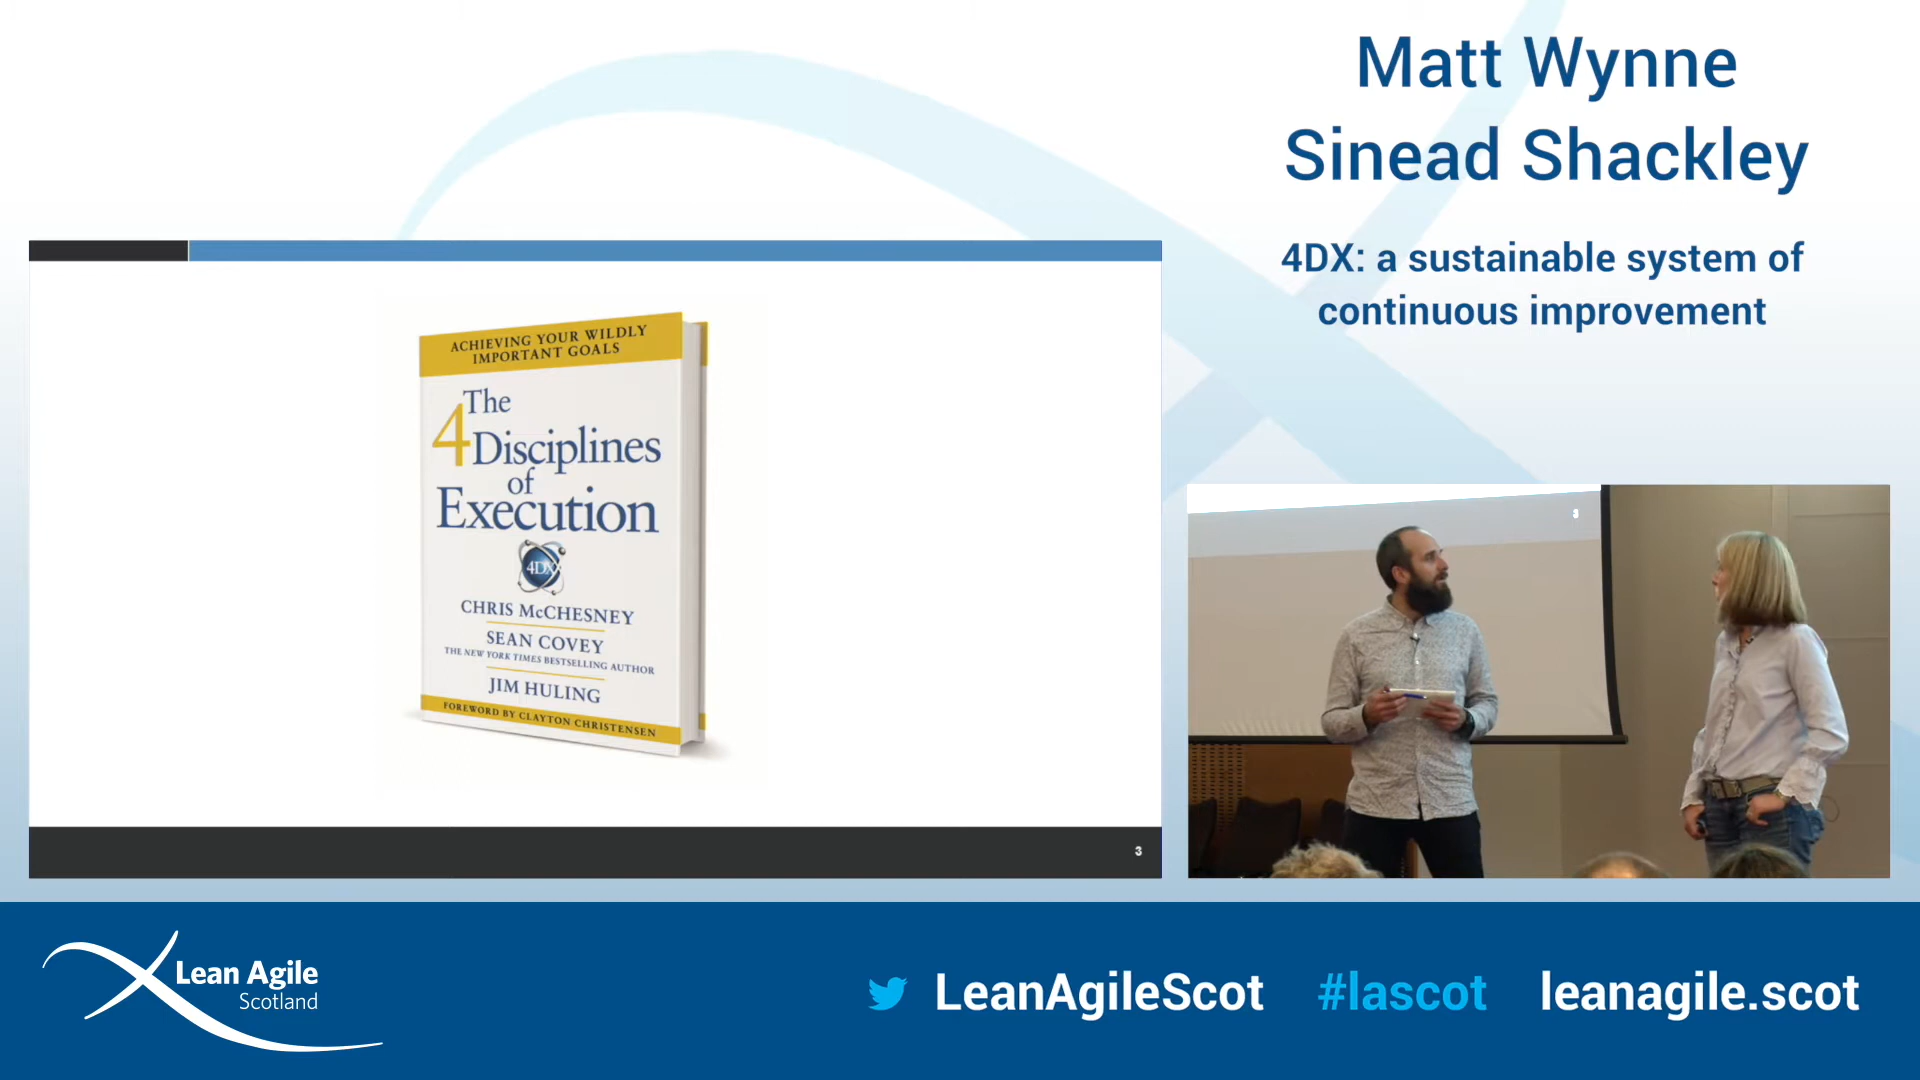 Matt Wynne
Sinead Shackley
4DX: a sustainable system of
continuous improvement
ACHIEVING YOUR WILDLY
IMPORTANT GOALS
The
4 Disciplines
of
Execution
4DX
CHRIS McCHESNEY
SEAN COVEY
THE NEW YORK TIMES BESTSELLING AUTHOR
JIM HULING
FOREWORD BY CLAYTON CHRISTENSEN
3
3
Lean Agile
Scotland
LeanAgileScot #lascot leanagile.scot